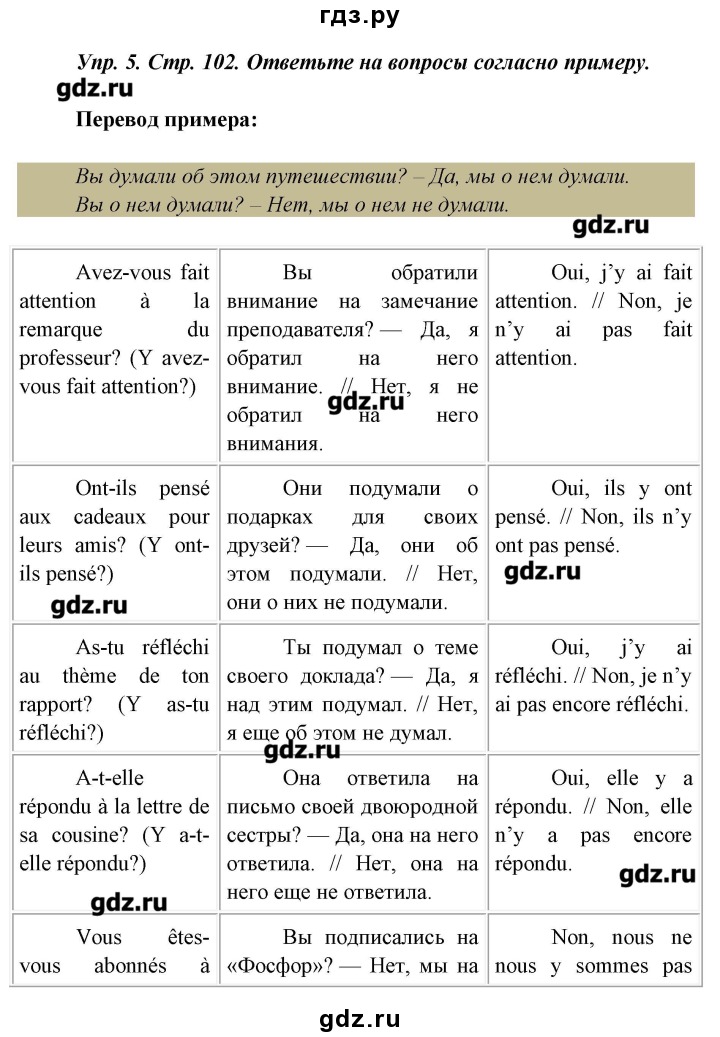 гдз.ру
Упр. 5. Стр. 102. Ответьте на вопросы согласно примеру.
gdz.ru
Перевод примера:
Вы думали об этом путешествии? – Да, мы о нем думали.
Вы о нем думали? – Нет, мы о нем не думали.
gdz.ru
Avez-vous fait
attention à la
remarque du
professeur? (Y avez-
vous fait attention?)
Вы обратили
внимание на замечание
преподавателя? — Да, я
обратил на него
внимание. // Нет, я не
gdz.ru
обратил на него
внимания.
Oui, j’y ai fait
attention. // Non, je
n’y ai pas fait
attention.
Ont-ils pensé
aux cadeaux pour
leurs amis? (Y ont-
ils pensé?)
gdz.ru
Они подумали о
подарках для своих
друзей? — Да, они об
этом подумали. // Нет,
они о них не подумали.
Oui, ils y ont
pensé. // Non, ils n’y
ont pas pensé.
gdz.ru
As-tu réfléchi
au thème de ton
rapport? (Y as-tu
réfléchi?)
Ты подумал о теме
своего доклада? — Да, я
над этим подумал. // Нет,
я еще об этом не думал.
gdz.ru
Oui, j’y ai
réfléchi. // Non, je n’y
ai pas encore réfléchi.
A-t-elle
répondu à la lettre de
sa cousine? (Y a-t-
elle répondu?)
gdz.ru
Она ответила на
письмо своей двоюродной
сестры? — Да, она на него
ответила. // Нет, она на
него еще не ответила.
Oui, elle y a
répondu. // Non, elle
n’y a pas encore
répondu.
gdz.ru
Vous êtes-
vous abonnés à
Вы подписались на
«Фосфор»? — Нет, мы на
Non, nous ne
nous y sommes pas
gdz.ru